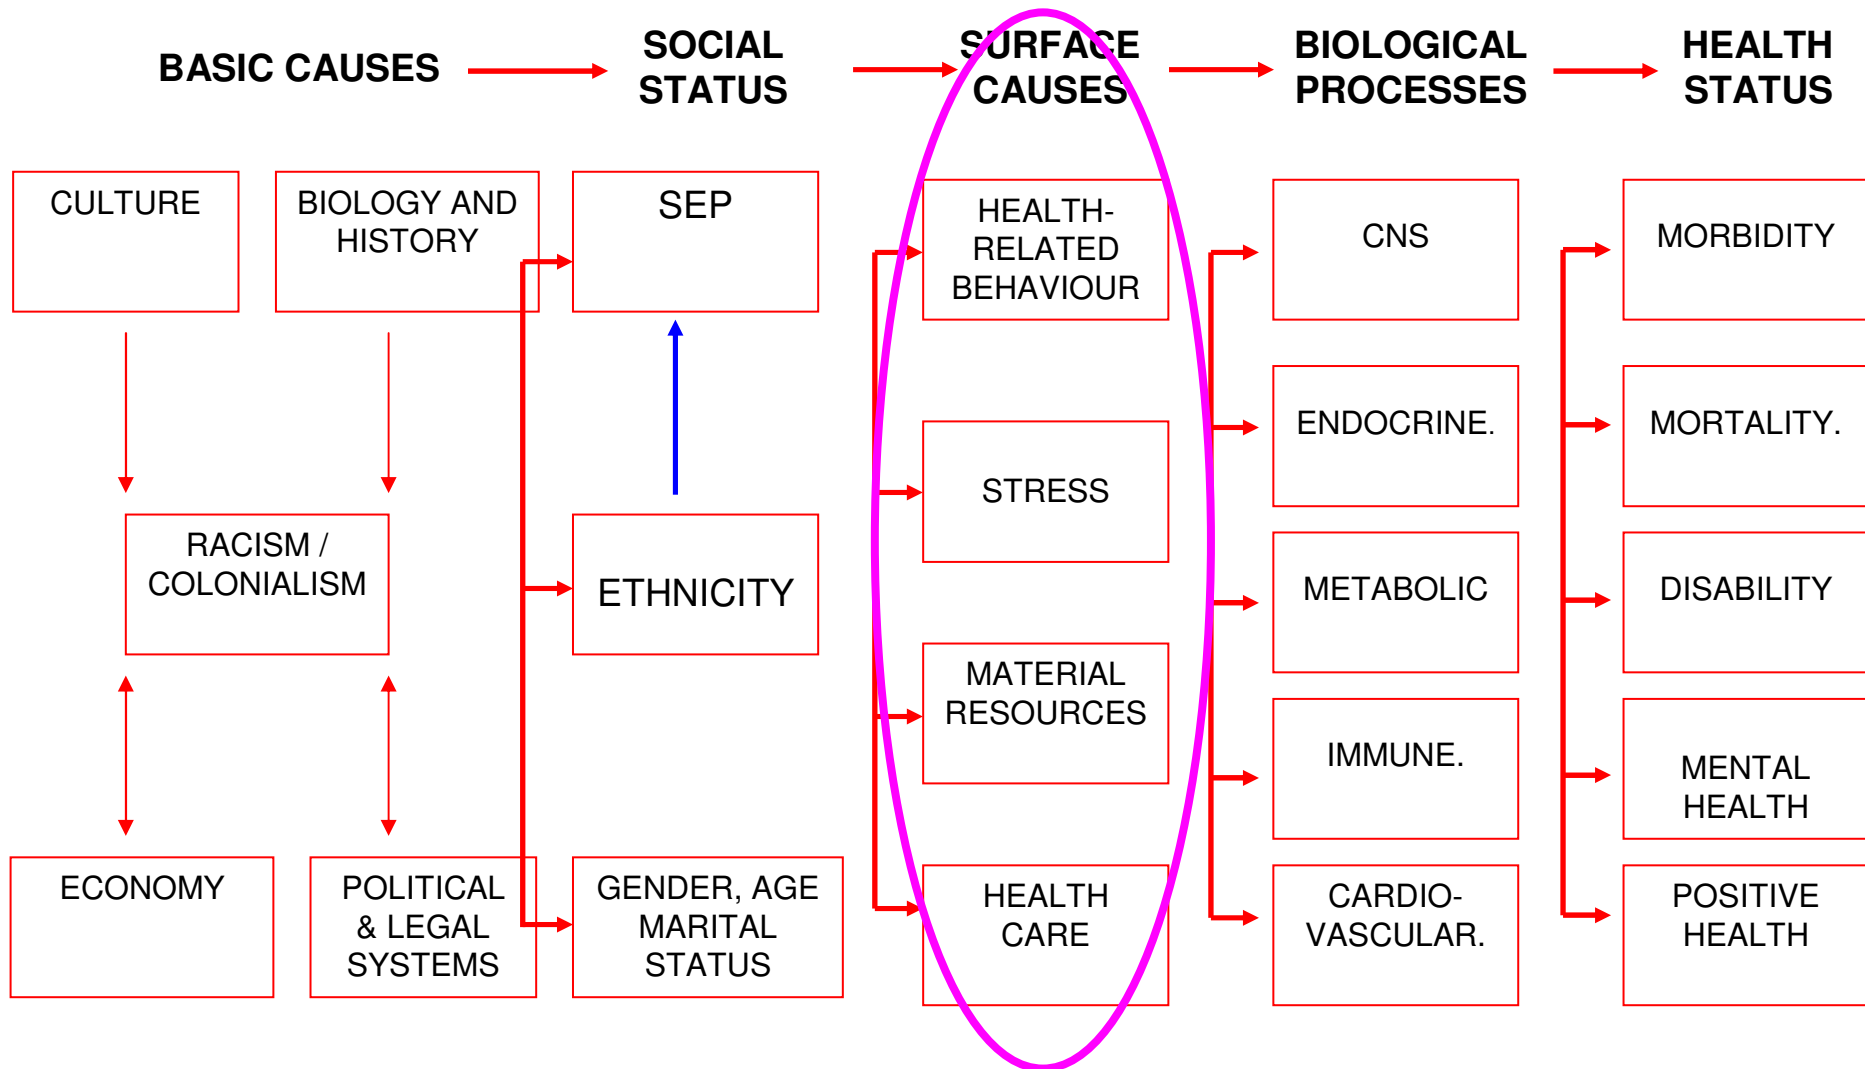 BASIC CAUSES
SOCIAL
STATUS
SURFACE
CAUSES
BIOLOGICAL
PROCESSES
HEALTH
STATUS
CULTURE
BIOLOGY AND
HISTORY
RACISM /
COLONIALISM
ECONOMY
POLITICAL
& LEGAL
SYSTEMS
SEP
ETHNICITY
GENDER, AGE
MARITAL
STATUS
HEALTH-
RELATED
BEHAVIOUR
STRESS
MATERIAL
RESOURCES
HEALTH
CARE
CNS
ENDOCRINE.
METABOLIC
IMMUNE.
CARDIO-
VASCULAR.
MORBIDITY
MORTALITY.
DISABILITY
MENTAL
HEALTH
POSITIVE
HEALTH